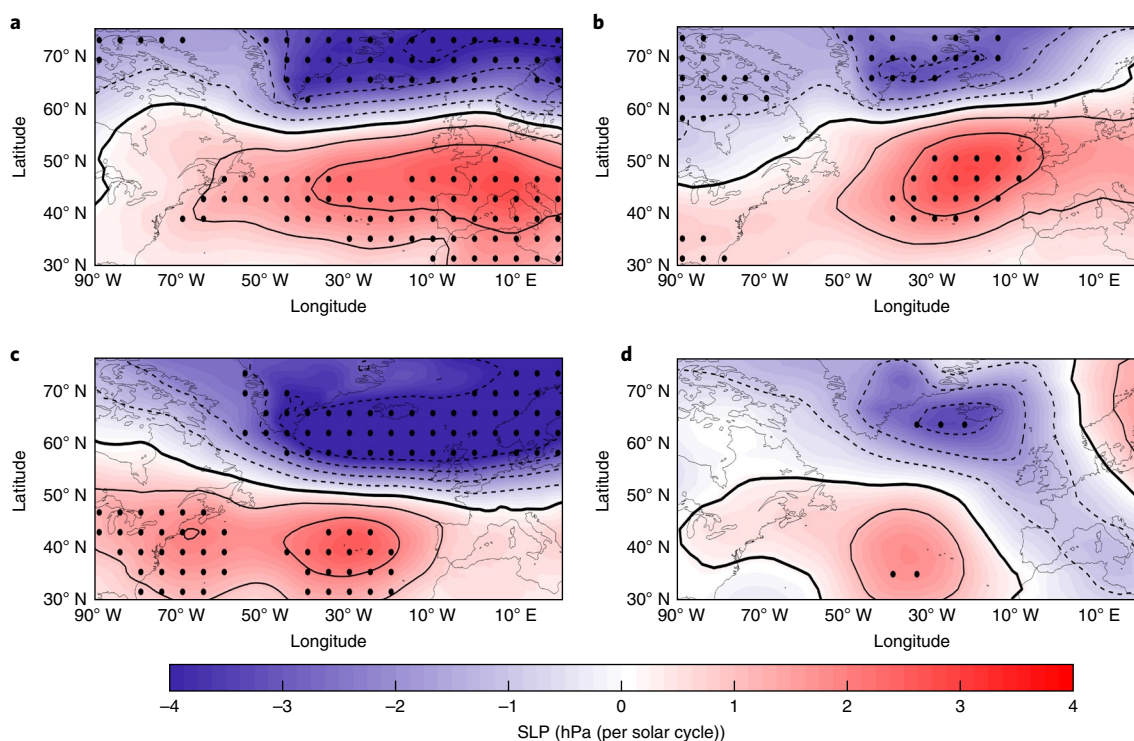 a
b
70° N
60° N
50° N
40° N
30° N
Latitude
90° W 70° W 50° W 30° W 10° W 10° E
Longitude
70° N
60° N
50° N
40° N
30° N
Latitude
90° W 70° W 50° W 30° W 10° W 10° E
Longitude
c
d
70° N
60° N
50° N
40° N
30° N
Latitude
90° W 70° W 50° W 30° W 10° W 10° E
Longitude
70° N
60° N
50° N
40° N
30° N
Latitude
90° W 70° W 50° W 30° W 10° W 10° E
Longitude
–4 –3 –2 –1 0 1 2 3 4
SLP (hPa (per solar cycle))